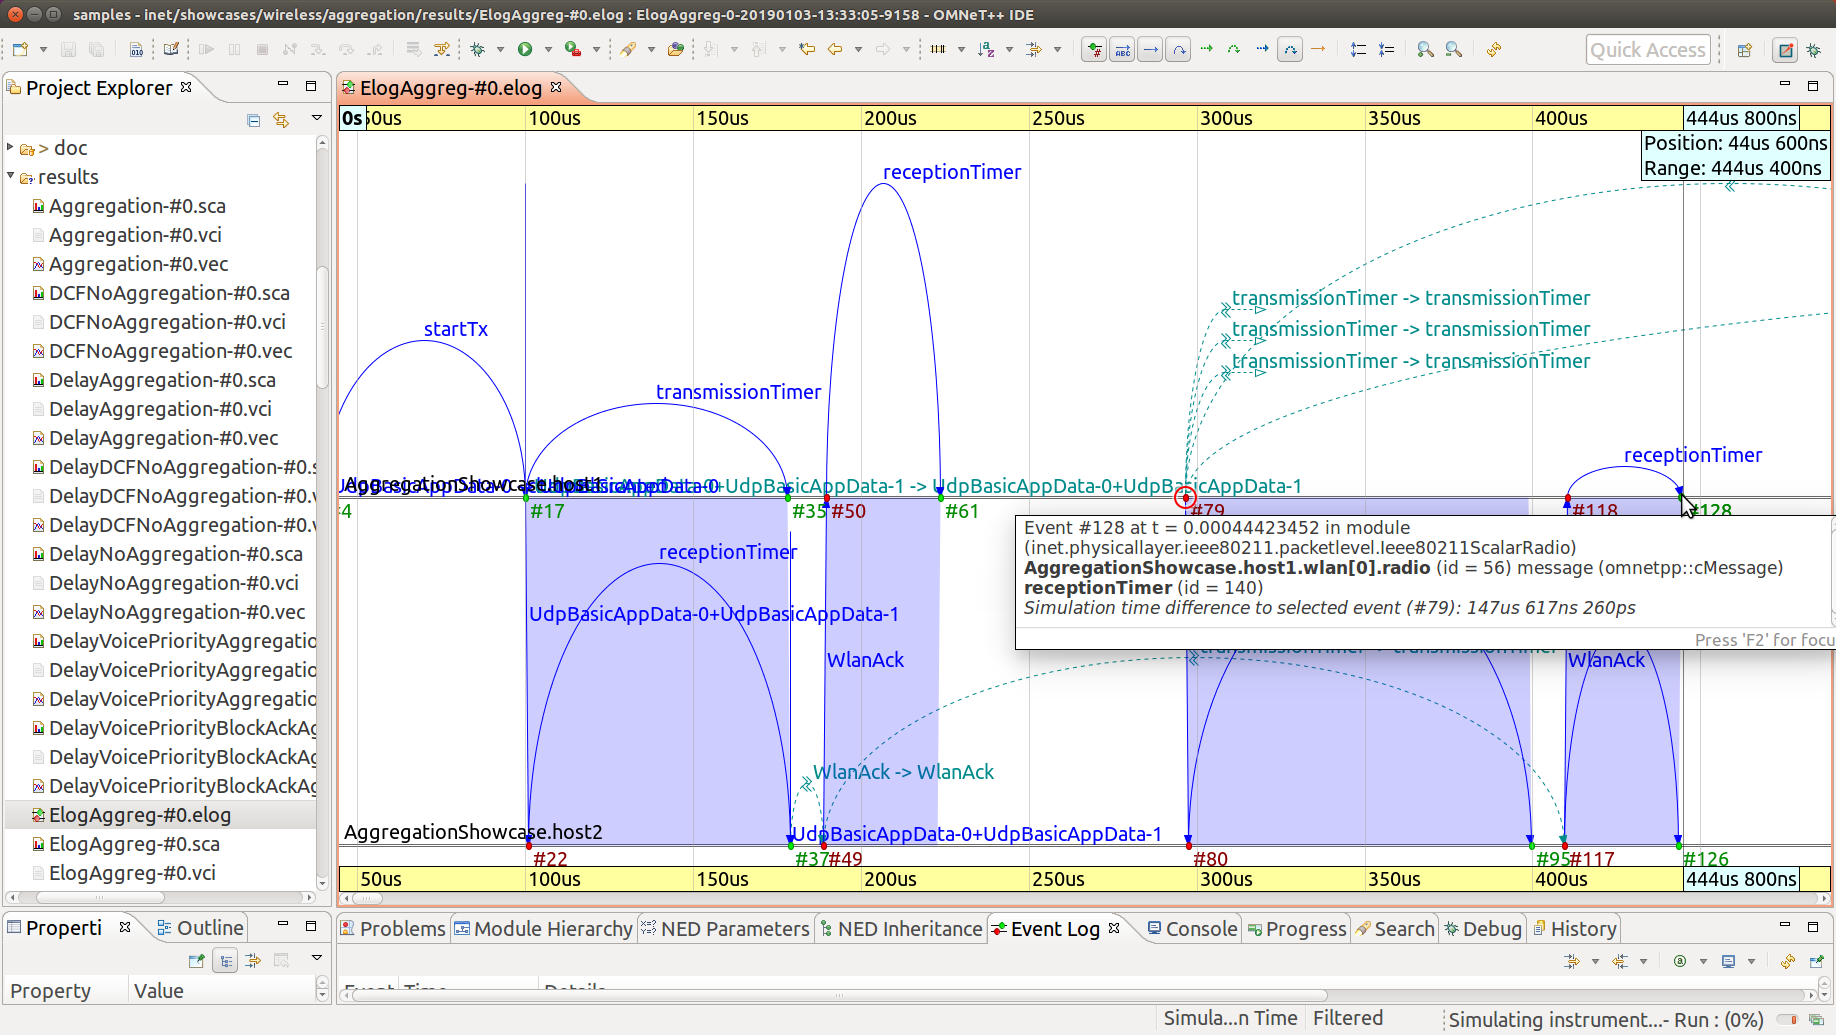 samples - inet/showcases/wireless/aggregation/results/ElogAggreg-#0.elog : ElogAggreg-0-20190103-13:33:05-9158 - OMNeT++ IDE
Quick Access
Project Explorer
> doc
results
Aggregation-#0.sca
Aggregation-#0.vci
Aggregation-#0.vec
DCFNoAggregation-#0.sca
DCFNoAggregation-#0.vci
DCFNoAggregation-#0.vec
DelayAggregation-#0.sca
DelayAggregation-#0.vci
DelayAggregation-#0.vec
DelayDCFNoAggregation-#0.s
DelayDCFNoAggregation-#0.v
DelayDCFNoAggregation-#0.v
DelayNoAggregation-#0.sca
DelayNoAggregation-#0.vci
DelayNoAggregation-#0.vec
DelayVoicePriorityAggregatio
DelayVoicePriorityAggregatio
DelayVoicePriorityAggregatio
DelayVoicePriorityBlockAckAg
DelayVoicePriorityBlockAckAg
DelayVoicePriorityBlockAckAg
ElogAggreg-#0.elog
ElogAggreg-#0.sca
ElogAggreg-#0.vci
Properti
Outline
Property Value
ElogAggreg-#0.elog
0s 50us 100us 150us 200us 250us 300us 350us 400us 444us 800ns
Position: 44us 600ns
Range: 444us 400ns
receptionTimer
transmissionTimer -> transmissionTimer
startTx
transmissionTimer -> transmissionTimer
transmissionTimer -> transmissionTimer
transmissionTimer
receptionTimer
AggregationShowcase.host1
UdpBasicAppData-0+UdpBasicAppData-1 -> UdpBasicAppData-0+UdpBasicAppData-1
#4 #17 #35 #50 #61 #79 #118 #128
Event #128 at t = 0.00044423452 in module
(inet.physicallayer.ieee80211.packetlevel.Ieee80211ScalarRadio)
AggregationShowcase.host1.wlan[0].radio (id = 56) message (omnetpp::cMessage)
receptionTimer (id = 140)
Simulation time difference to selected event (#79): 147us 617ns 260ps
Press 'F2' for focu
receptionTimer
UdpBasicAppData-0+UdpBasicAppData-1
transmissionTimer -> transmissionTimer
WlanAck
WlanAck
WlanAck -> WlanAck
AggregationShowcase.host2
UdpBasicAppData-0+UdpBasicAppData-1
#22 #37 #49 #80 #95 #117 #126
50us 100us 150us 200us 250us 300us 350us 400us 444us 800ns
Problems Module Hierarchy NED Parameters NED Inheritance Event Log Console Progress Search Debug History
Event Time Details
Simula...n Time Filtered Simulating instrument...- Run : (0%)